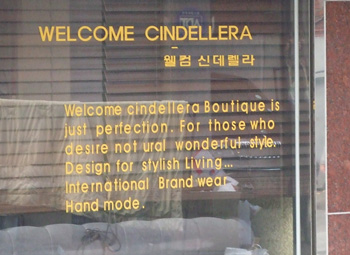 WELCOME CINDELLERA
웰컴 신데렐라
Welcome cindellera Boutique is
just perfection. For those who
desire not ural wonderful style.
Design for stylish Living...
International Brand wear
Hand mode.